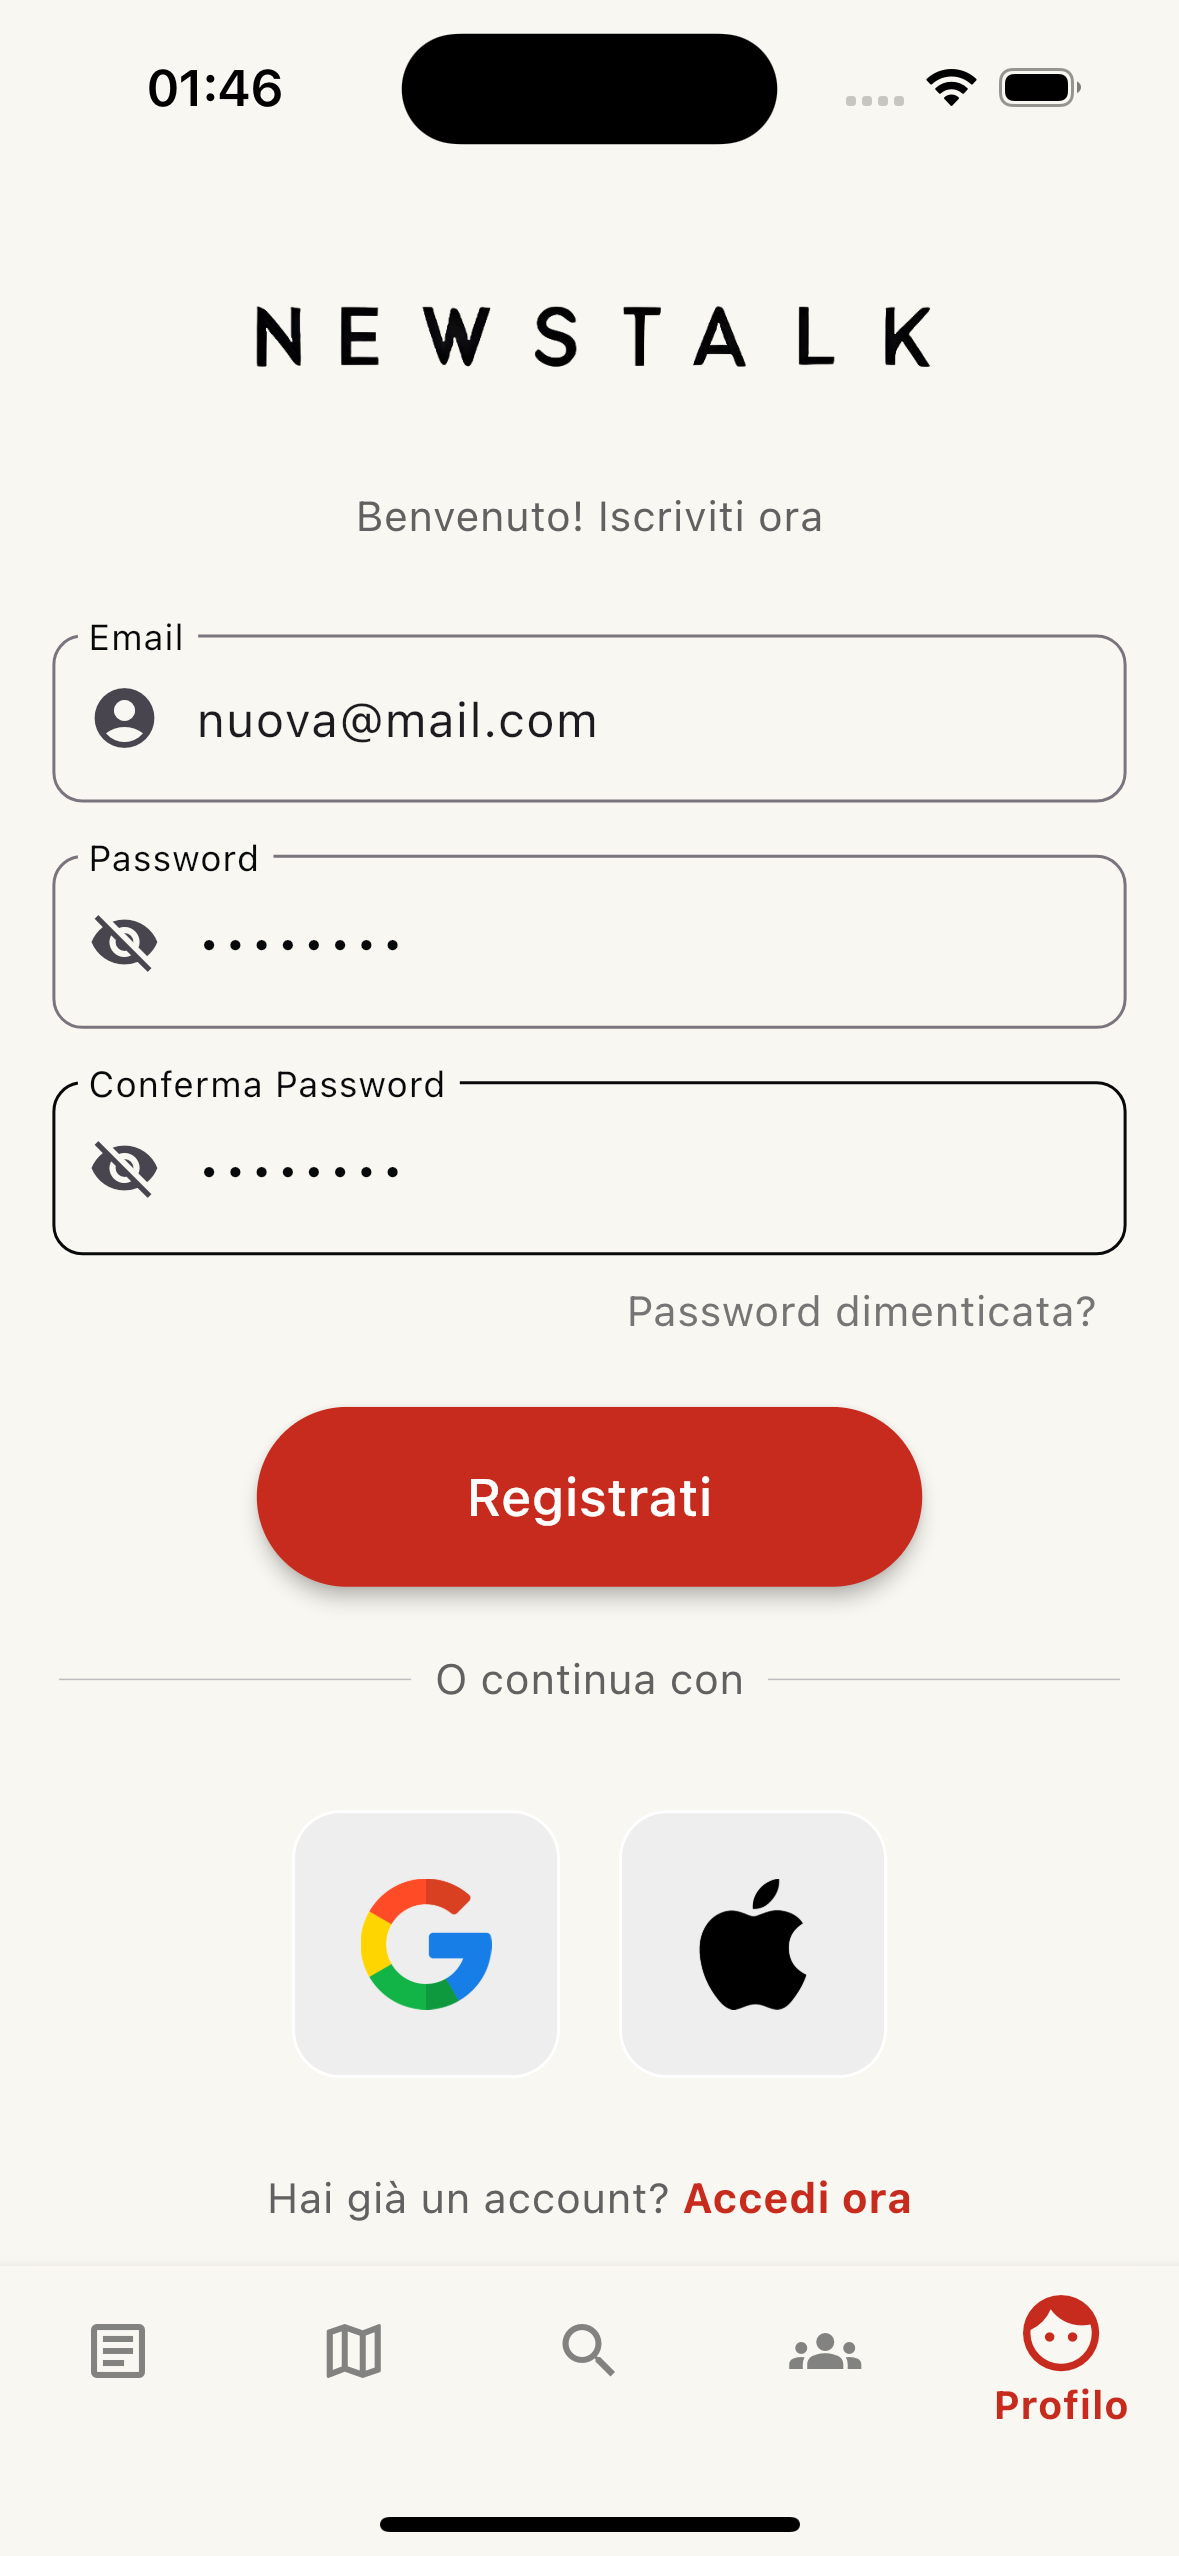 01:46
NEWSTALK
Benvenuto! Iscriviti ora
Email
nuova@mail.com
Password
••••••••
Conferma Password
••••••••
Password dimenticata?
Registrati
O continua con
Hai già un account? Accedi ora
Profilo